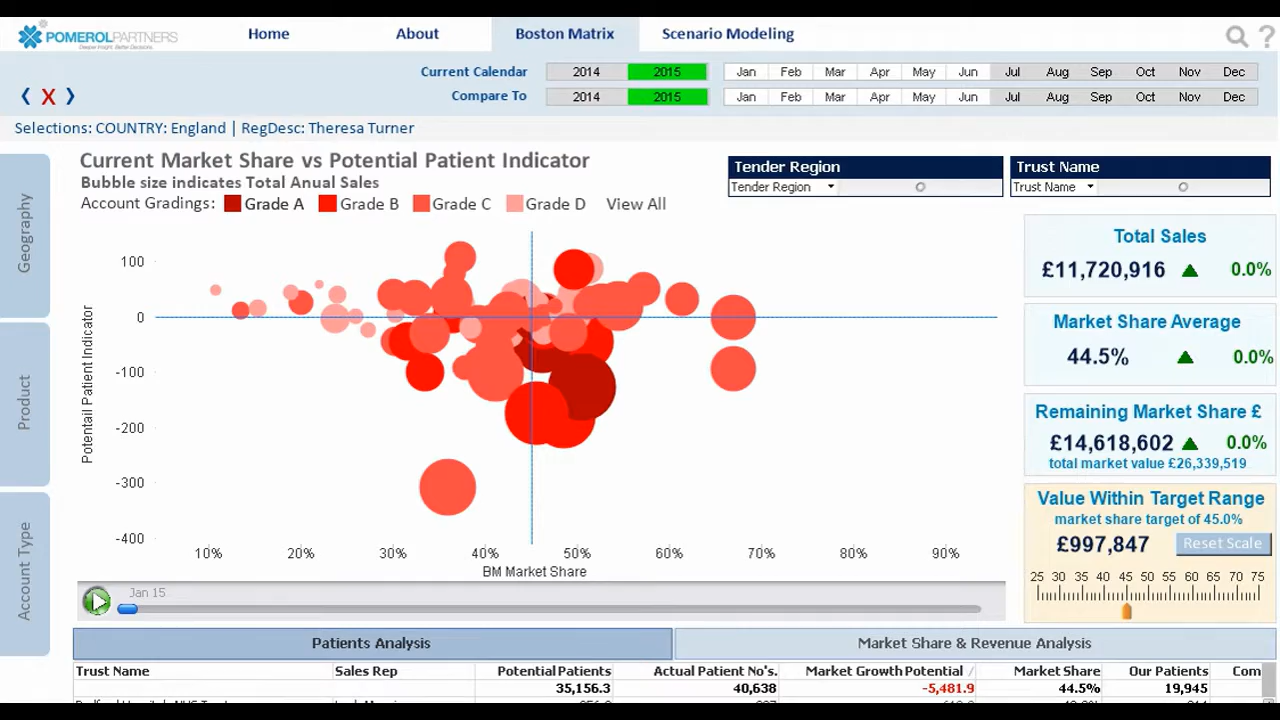 POMEROLPARTNERS
Deeper Insight. Better Decisions.
Home About Boston Matrix Scenario Modeling
?
Current Calendar 2014 2015 Jan Feb Mar Apr May Jun Jul Aug Sep Oct Nov Dec
X
Compare To 2014 2015 Jan Feb Mar Apr May Jun Jul Aug Sep Oct Nov Dec
Selections: COUNTRY: England | RegDesc: Theresa Turner
Geography
Product
Account Type
Current Market Share vs Potential Patient Indicator
Bubble size indicates Total Anual Sales
Account Gradings: Grade A Grade B Grade C Grade D View All
Tender Region
Tender Region
Trust Name
Trust Name
Potentail Patient Indicator
100
0
-100
-200
-300
-400
10% 20% 30% 40% 50% 60% 70% 80% 90%
BM Market Share
Total Sales
£11,720,916 0.0%
Market Share Average
44.5% 0.0%
Remaining Market Share £
£14,618,602 0.0%
total market value £26,339,519
Value Within Target Range
market share target of 45.0%
£997,847 Reset Scale
25 30 35 40 45 50 55 60 65 70 75
Jan 15
Patients Analysis Market Share & Revenue Analysis
Trust Name Sales Rep Potential Patients Actual Patient No's. Market Growth Potential / Market Share Our Patients Com
35,156.3 40,638 -5,481.9 44.5% 19,945